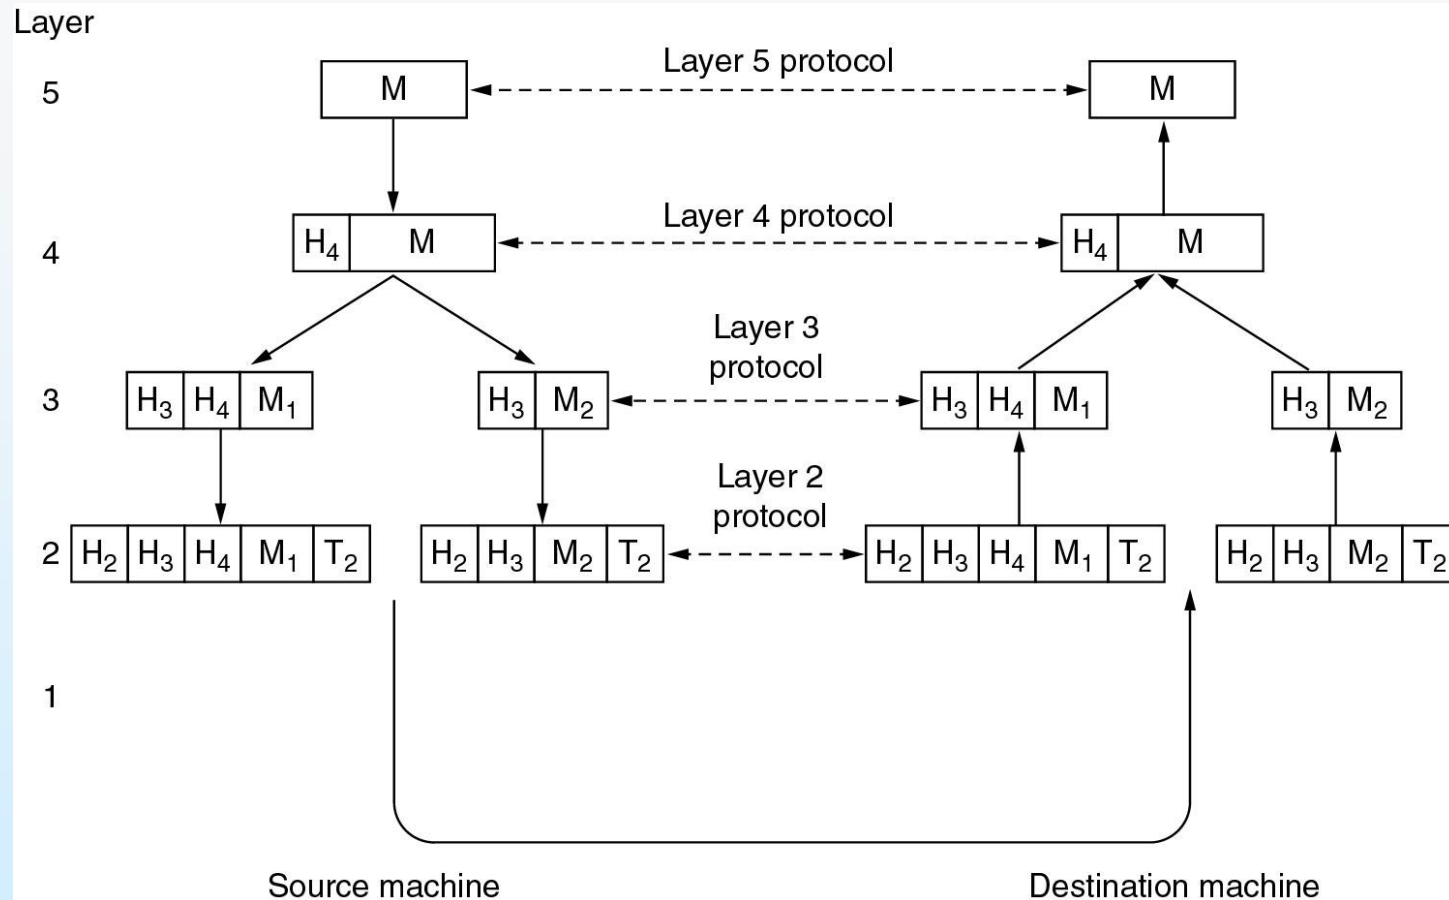 Layer
5 M Layer 5 protocol M
4 H₄ M Layer 4 protocol H₄ M
Layer 3
protocol
3 H₃ H₄ M₁ H₃ M₂ H₃ H₄ M₁ H₃ M₂
Layer 2
protocol
2 H₂ H₃ H₄ M₁ T₂ H₂ H₃ M₂ T₂ H₂ H₃ H₄ M₁ T₂ H₂ H₃ M₂ T₂
1
Source machine Destination machine